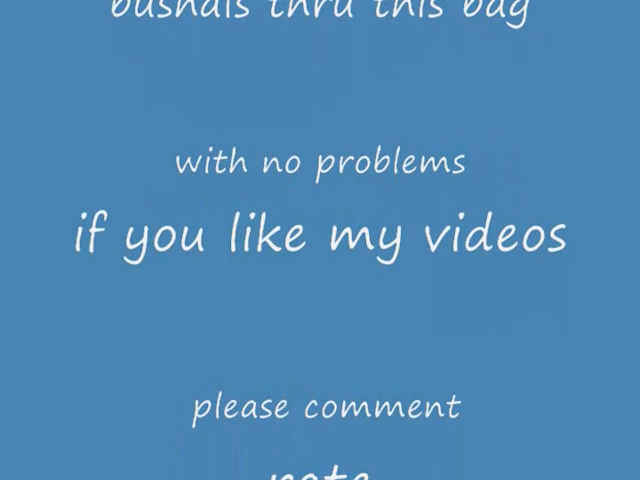 bushals thru this bag
with no problems
if you like my videos
please comment